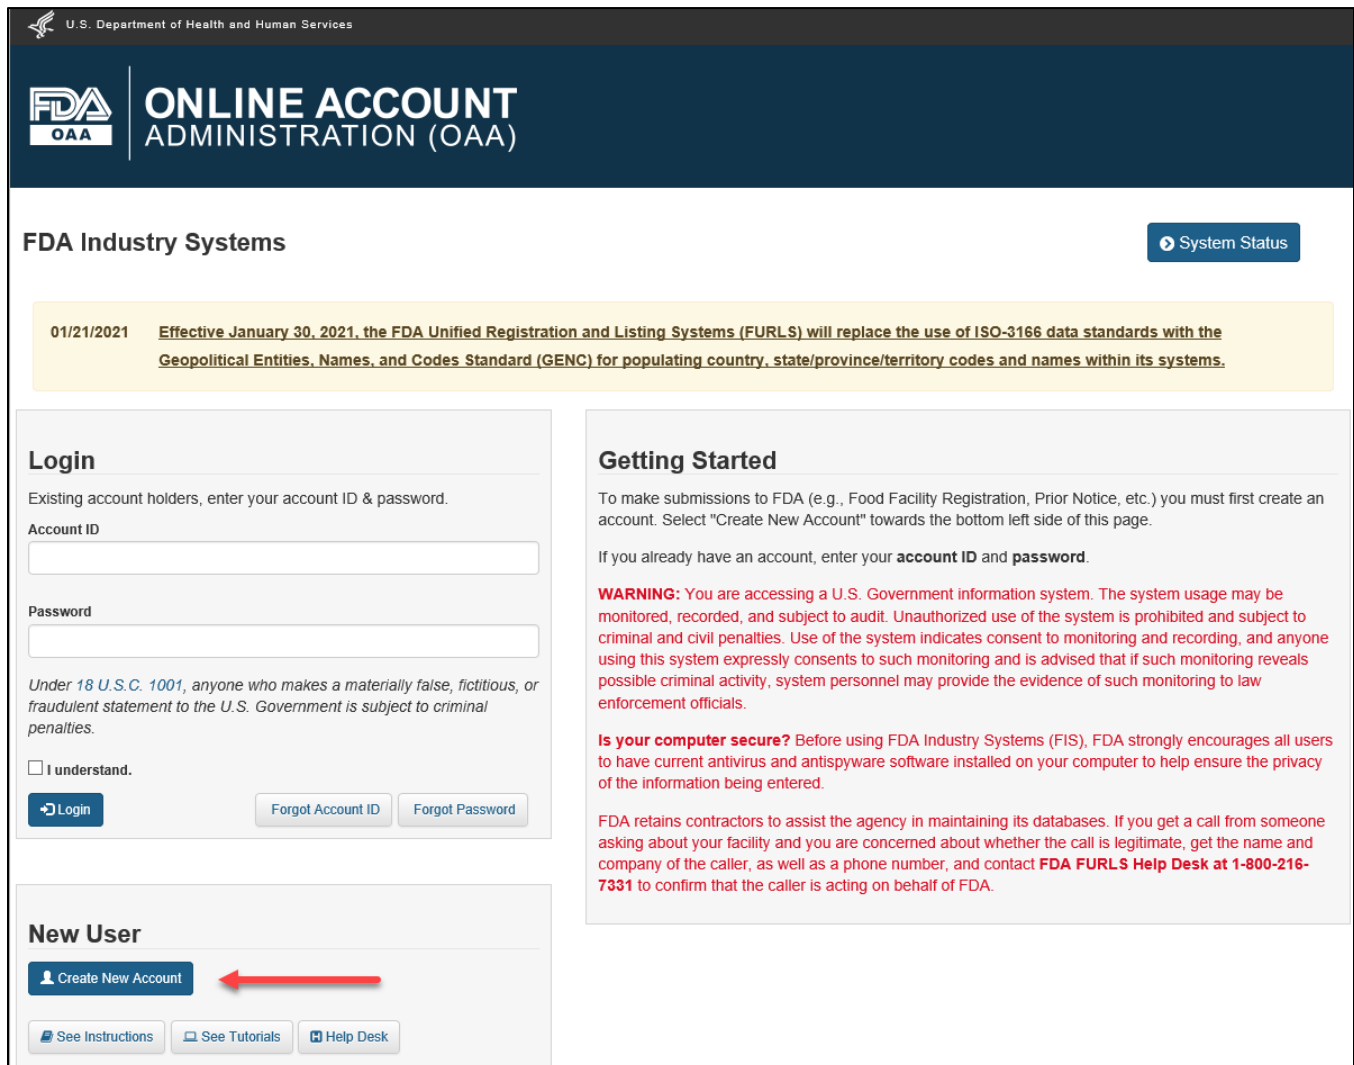 U.S. Department of Health and Human Services
FDA
OAA
ONLINE ACCOUNT
ADMINISTRATION (OAA)
FDA Industry Systems
System Status
01/21/2021 Effective January 30, 2021, the FDA Unified Registration and Listing Systems (FURLS) will replace the use of ISO-3166 data standards with the
Geopolitical Entities, Names, and Codes Standard (GENC) for populating country, state/province/territory codes and names within its systems.
Login
Existing account holders, enter your account ID & password.
Account ID
Password
Under 18 U.S.C. 1001, anyone who makes a materially false, fictitious, or
fraudulent statement to the U.S. Government is subject to criminal
penalties.
I understand.
Login
Forgot Account ID
Forgot Password
New User
Create New Account
See Instructions
See Tutorials
Help Desk
Getting Started
To make submissions to FDA (e.g., Food Facility Registration, Prior Notice, etc.) you must first create an
account. Select "Create New Account" towards the bottom left side of this page.
If you already have an account, enter your account ID and password.
WARNING: You are accessing a U.S. Government information system. The system usage may be
monitored, recorded, and subject to audit. Unauthorized use of the system is prohibited and subject to
criminal and civil penalties. Use of the system indicates consent to monitoring and recording, and anyone
using this system expressly consents to such monitoring and is advised that if such monitoring reveals
possible criminal activity, system personnel may provide the evidence of such monitoring to law
enforcement officials.
Is your computer secure? Before using FDA Industry Systems (FIS), FDA strongly encourages all users
to have current antivirus and antispyware software installed on your computer to help ensure the privacy
of the information being entered.
FDA retains contractors to assist the agency in maintaining its databases. If you get a call from someone
asking about your facility and you are concerned about whether the call is legitimate, get the name and
company of the caller, as well as a phone number, and contact FDA FURLS Help Desk at 1-800-216-
7331 to confirm that the caller is acting on behalf of FDA.